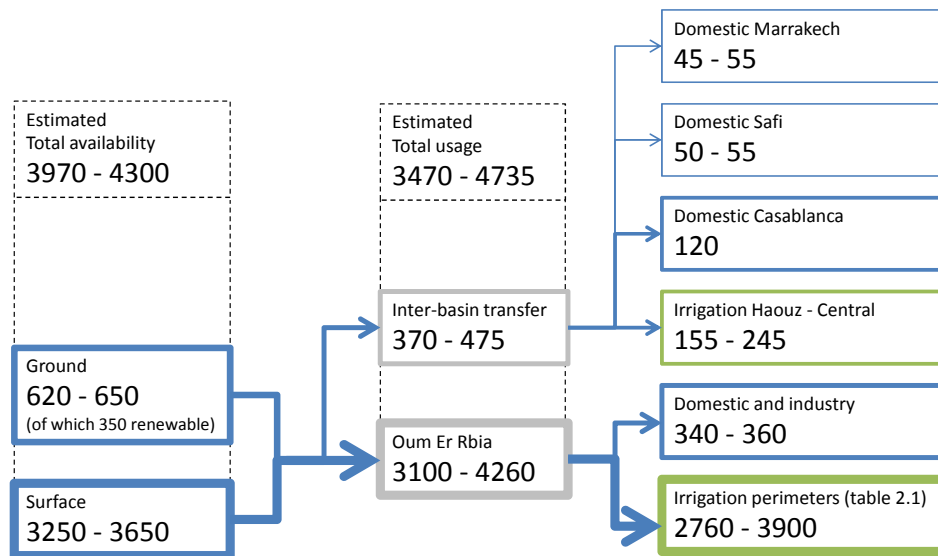 Estimated
Total availability
3970 - 4300
Ground
620 - 650
(of which 350 renewable)
Surface
3250 - 3650
Estimated
Total usage
3470 - 4735
Inter-basin transfer
370 - 475
Oum Er Rbia
3100 - 4260
Domestic Marrakech
45 - 55
Domestic Safi
50 - 55
Domestic Casablanca
120
Irrigation Haouz - Central
155 - 245
Domestic and industry
340 - 360
Irrigation perimeters (table 2.1)
2760 - 3900